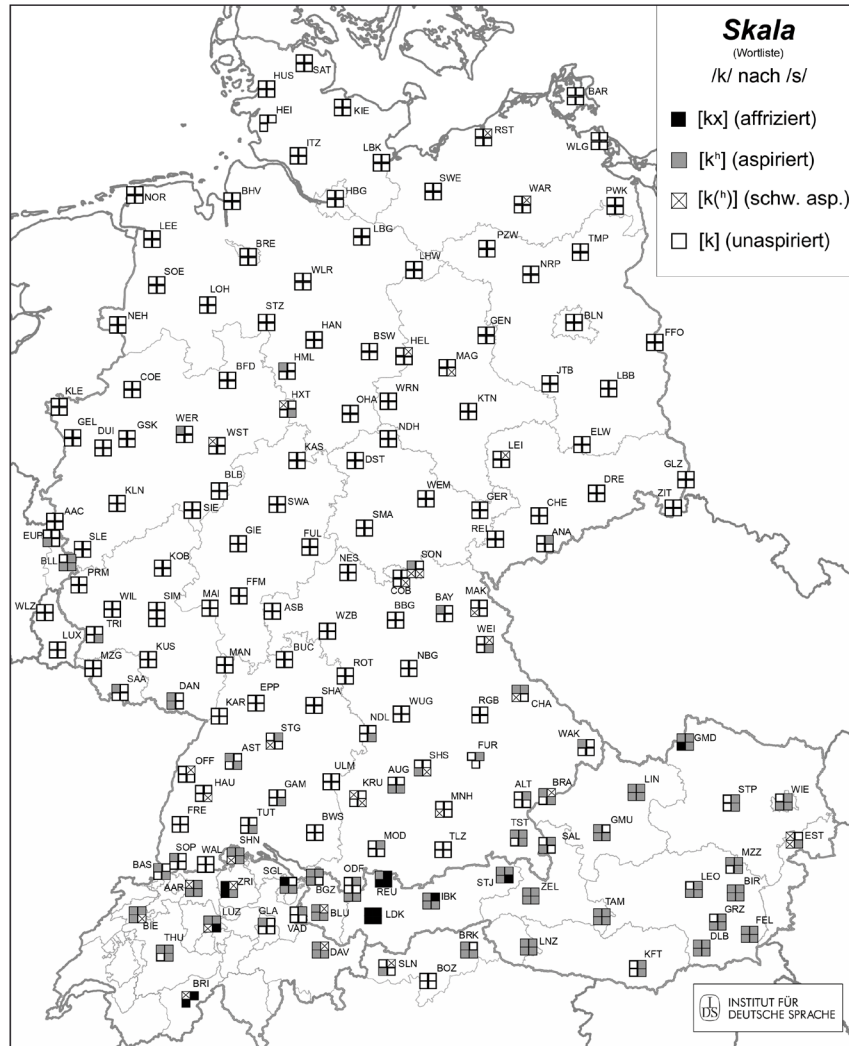 Skala
(Wortliste)
/k/ nach /s/
[kx] (affriziert)
[kʰ] (aspiriert)
[k(ʰ)] (schw. asp.)
[k] (unaspiriert)
SAT
HUS
BAR
HEI
KIE
RST
WLG
ITZ
LBK
SWE
NOR
BHV
HBG
WAR
PWK
LEE
LBG
BRE
PZW
TMP
LHW
NRP
SOE
WLR
LOH
STZ
NEH
BLN
HAN
GEN
FFO
BSW
HEL
HML
MAG
BFD
JTB
LBB
COE
KLE
HXT
WRN
OHA
KTN
GEL
DUI
GSK
WER
WST
NDH
ELW
KAS
DST
LEI
GLZ
BLB
KLN
SIE
SWA
WEM
DRE
GER
ZIT
CHE
AAC
SMA
EUP
SLE
GIE
FUL
REI
ANA
BLL
KOB
NES
SON
PRM
COB
FFM
MAK
WLZ
WIL
SIM
MAI
ASB
BBG
BAY
TRI
WZB
WEI
LUX
MZG
KUS
MAN
BUC
ROT
NBG
SAA
DAN
EPP
SHA
CHA
KAR
WUG
RGB
STG
NDL
WAK
GMD
AST
FUR
OFF
SHS
HAU
ULM
AUG
LIN
KRU
ALT
BRA
STP
WIE
GAM
MNH
FRE
TUT
BWS
TST
GMU
EST
MOD
TLZ
SAL
SHN
SOP
WAL
BAS
MZZ
SGL
ODF
ZRI
BGZ
REU
STJ
AAR
IBK
ZEL
LEO
BIR
LUZ
GLA
BLU
LDK
BIE
VAD
TAM
GRZ
FEL
THU
DAV
BRK
LNZ
DLB
SLN
BOZ
KFT
BRI
IDS
INSTITUT FÜR
DEUTSCHE SPRACHE